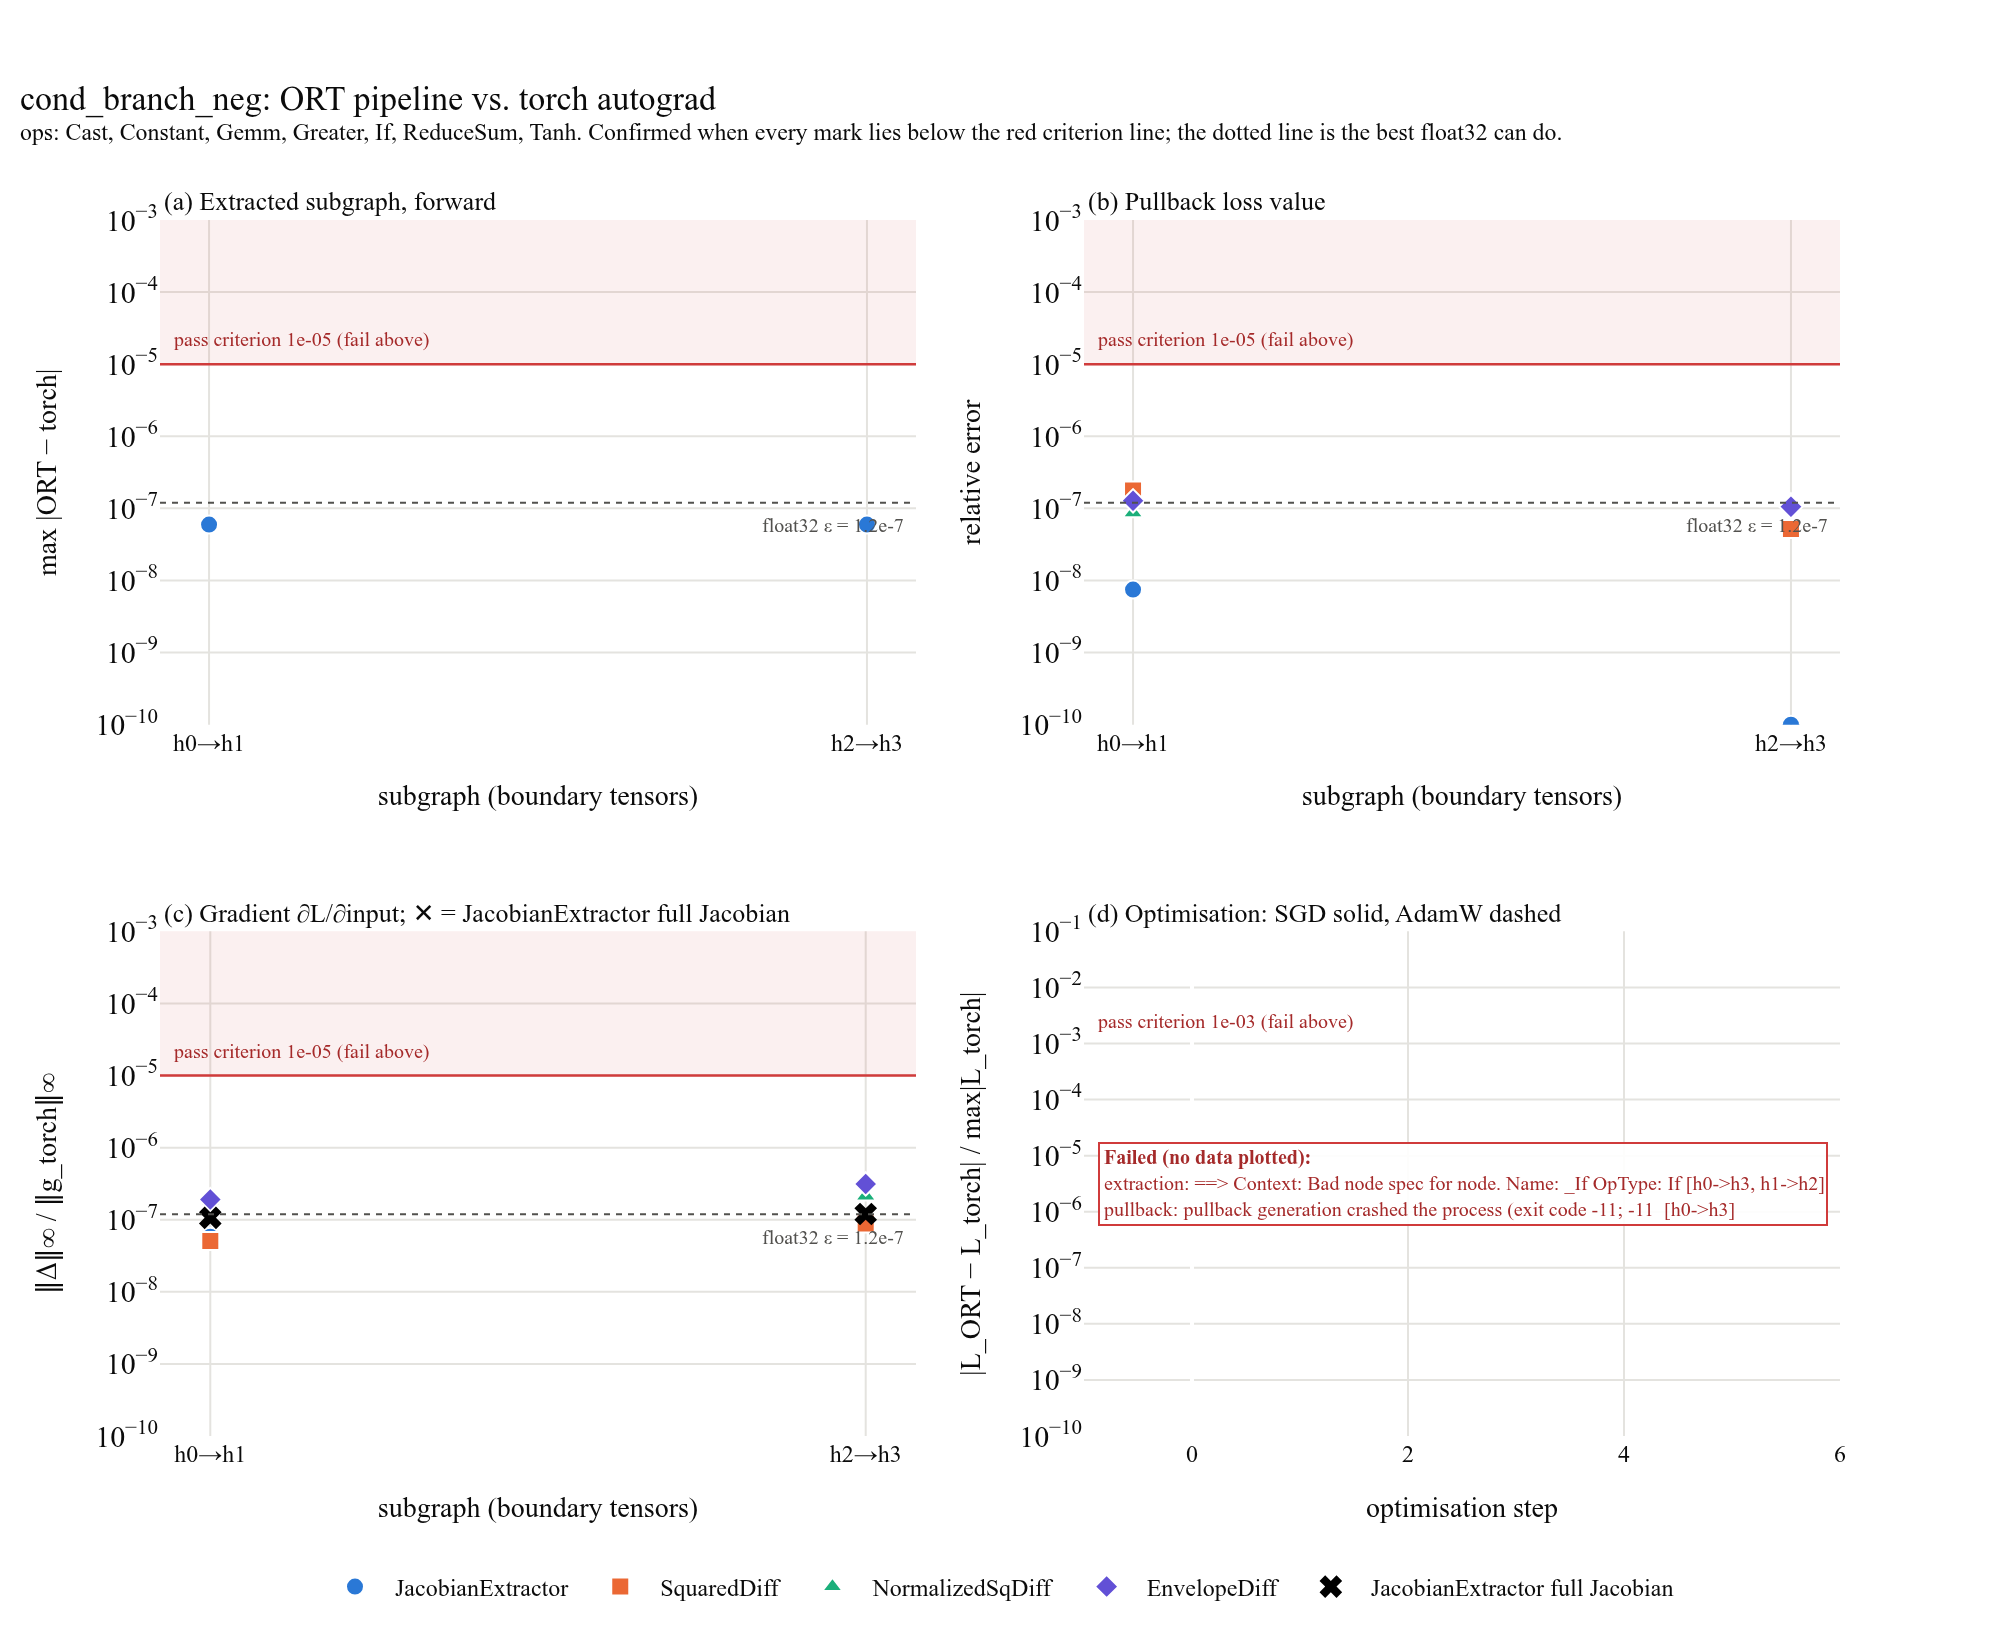 cond_branch_neg: ORT pipeline vs. torch autograd
ops: Cast, Constant, Gemm, Greater, If, ReduceSum, Tanh. Confirmed when every mark lies below the red criterion line; the dotted line is the best float32 can do.
(a) Extracted subgraph, forward
10−3
10−4
pass criterion 1e-05 (fail above)
10−5
10−6
10−7
float32 ε = 1.2e-7
10−8
10−9
10−10
max |ORT − torch|
h0→h1
h2→h3
subgraph (boundary tensors)
(b) Pullback loss value
10−3
10−4
pass criterion 1e-05 (fail above)
10−5
10−6
10−7
float32 ε = 1.2e-7
10−8
10−9
10−10
relative error
h0→h1
h2→h3
subgraph (boundary tensors)
(c) Gradient ∂L/∂input; ✕ = JacobianExtractor full Jacobian
10−3
10−4
pass criterion 1e-05 (fail above)
10−5
10−6
10−7
float32 ε = 1.2e-7
10−8
10−9
10−10
‖Δ‖∞ / ‖g_torch‖∞
h0→h1
h2→h3
subgraph (boundary tensors)
(d) Optimisation: SGD solid, AdamW dashed
10−1
10−2
pass criterion 1e-03 (fail above)
10−3
10−4
10−5
Failed (no data plotted):
extraction: ==> Context: Bad node spec for node. Name: _If OpType: If [h0->h3, h1->h2]
pullback: pullback generation crashed the process (exit code -11; -11  [h0->h3]
10−6
10−7
10−8
10−9
10−10
|L_ORT − L_torch| / max|L_torch|
0
2
4
6
optimisation step
JacobianExtractor
SquaredDiff
NormalizedSqDiff
EnvelopeDiff
JacobianExtractor full Jacobian